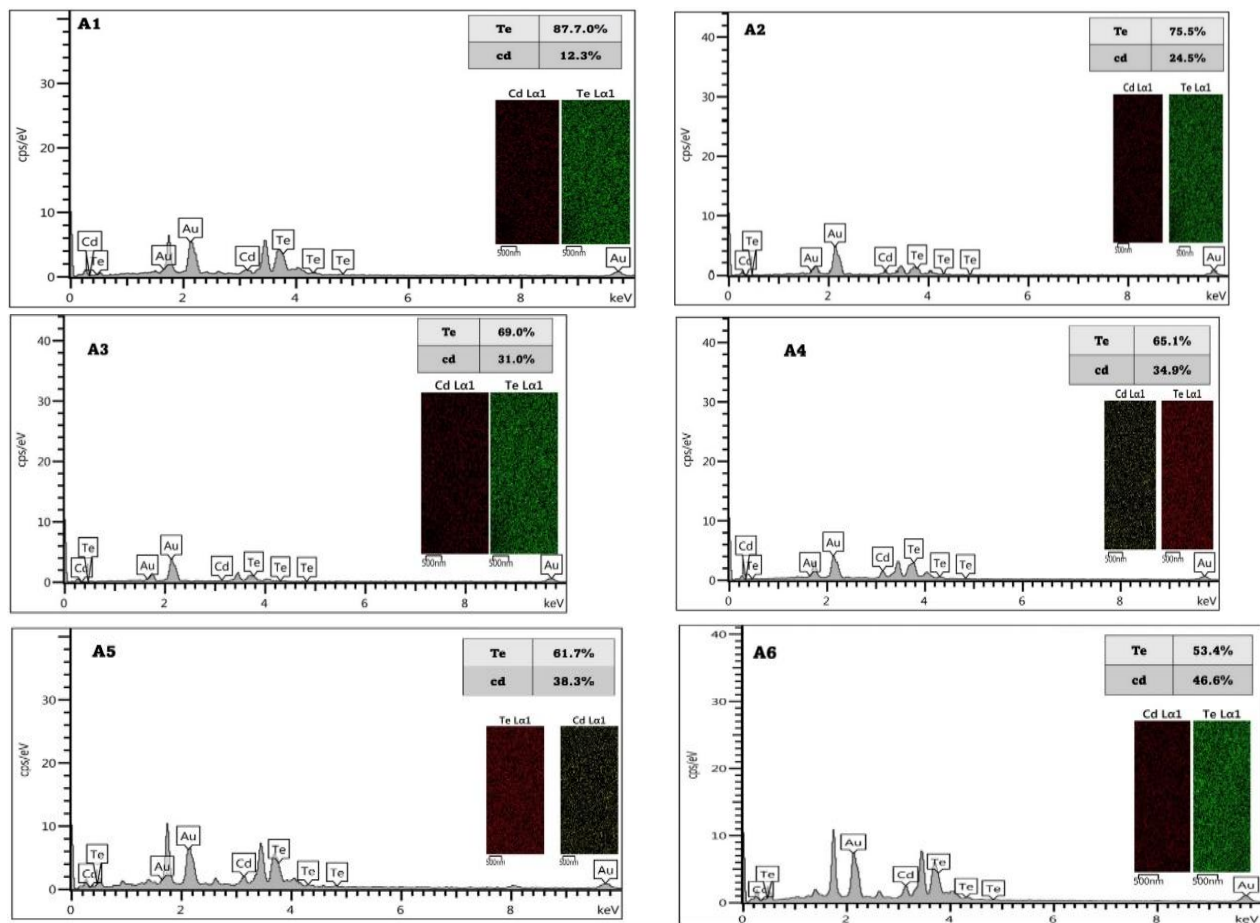 A1
Te 87.7.0%
cd 12.3%
Cd Lα1 Te Lα1
500nm 500nm
cps/eV
30
20
10
0
Cd Te Au Au Cd Te Te Te Au
0 2 4 6 8 keV
A2
Te 75.5%
cd 24.5%
Cd Lα1 Te Lα1
500nm 500nm
cps/eV
40
30
20
10
0
Te Au Au Cd Te Te Te Au
0 2 4 6 8 keV
A3
Te 69.0%
cd 31.0%
Cd Lα1 Te Lα1
500nm 500nm
cps/eV
40
30
20
10
0
Te Au Au Cd Te Te Te Au
0 2 4 6 8 keV
A4
Te 65.1%
cd 34.9%
Cd Lα1 Te Lα1
500nm 500nm
cps/eV
40
30
20
10
0
Cd Te Au Au Cd Te Te Te Au
0 2 4 6 8 keV
A5
Te 61.7%
cd 38.3%
Te Lα1 Cd Lα1
500nm 500nm
cps/eV
30
20
10
0
Te Au Au Cd Te Te Te Au
0 2 4 6 8 keV
A6
Te 53.4%
cd 46.6%
Cd Lα1 Te Lα1
500nm 500nm
cps/eV
40
30
20
10
0
Te Au Cd Te Te Te Au
0 2 4 6 8 keV